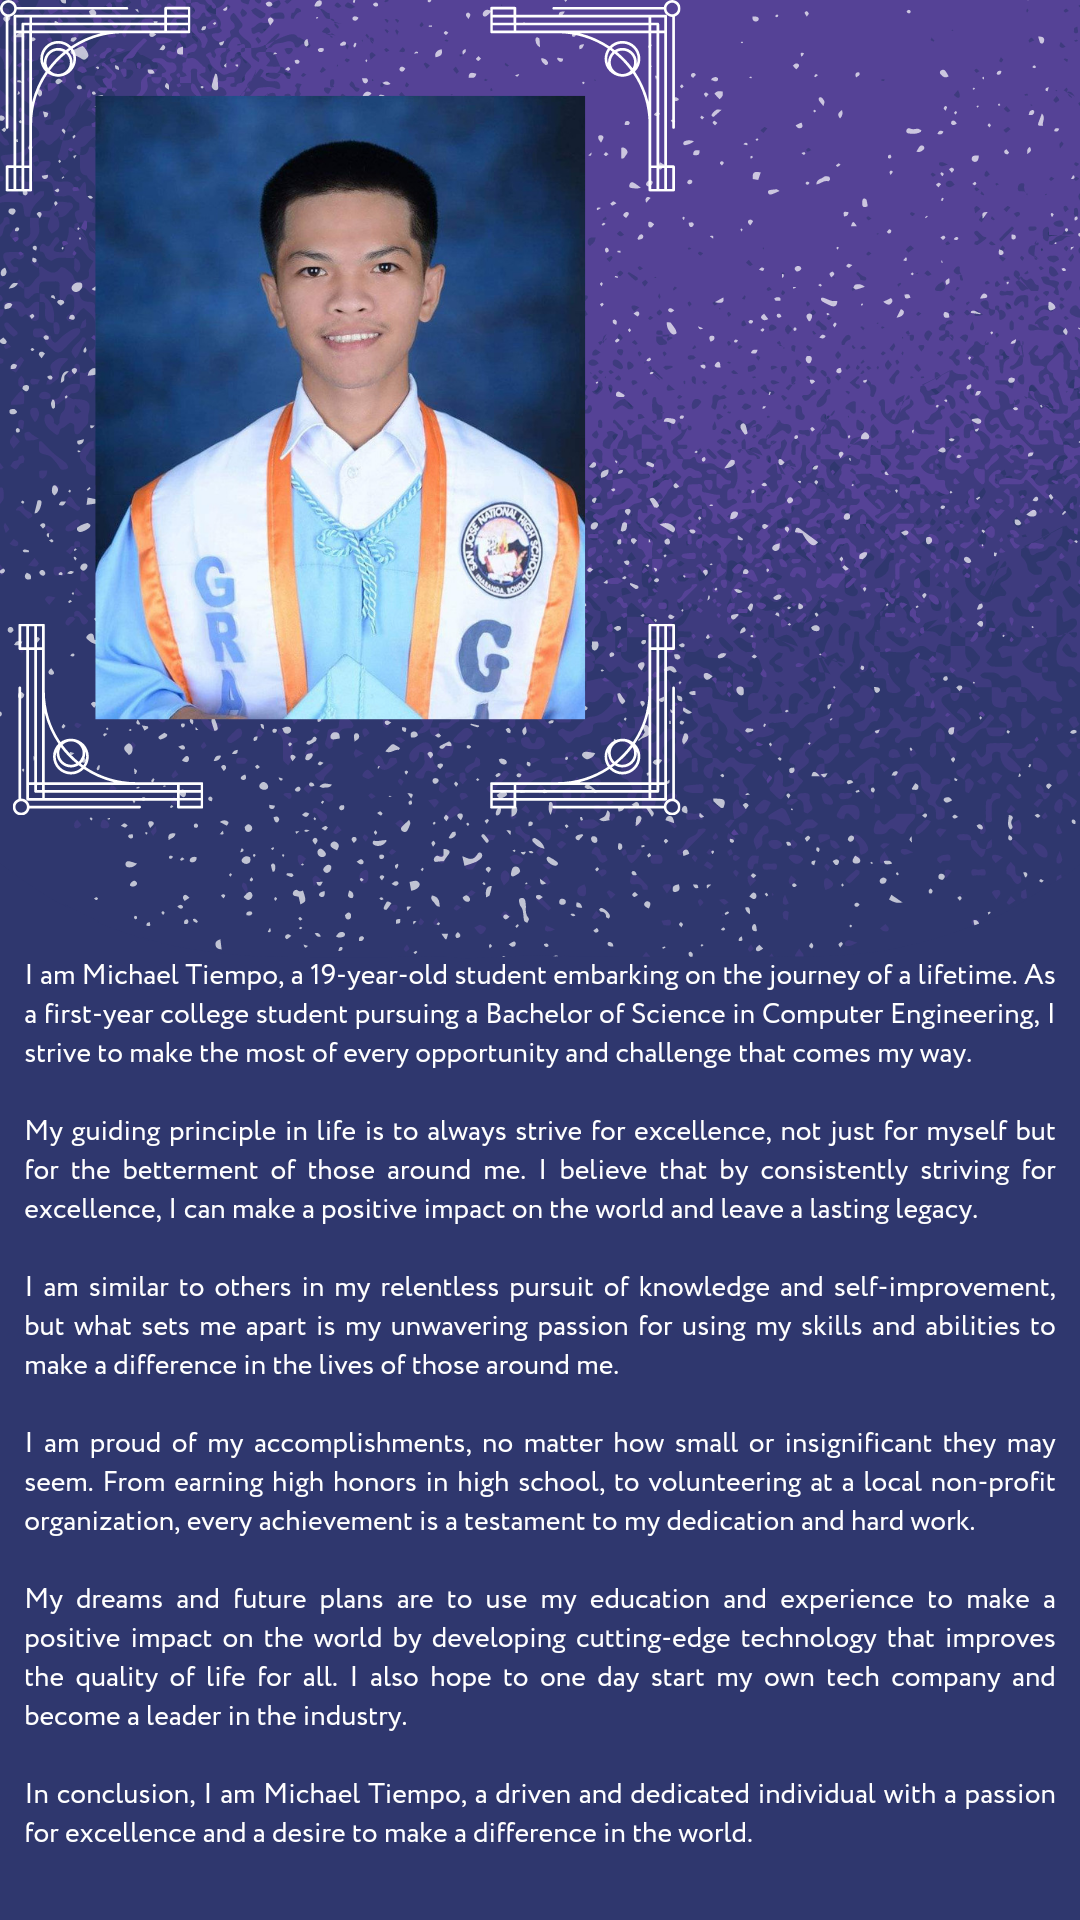 SAN JOSE NATIONAL HIGH SCHOOL
G
R
A
G
I am Michael Tiempo, a 19-year-old student embarking on the journey of a lifetime. As
a first-year college student pursuing a Bachelor of Science in Computer Engineering, I
strive to make the most of every opportunity and challenge that comes my way.
My guiding principle in life is to always strive for excellence, not just for myself but
for the betterment of those around me. I believe that by consistently striving for
excellence, I can make a positive impact on the world and leave a lasting legacy.
I am similar to others in my relentless pursuit of knowledge and self-improvement,
but what sets me apart is my unwavering passion for using my skills and abilities to
make a difference in the lives of those around me.
I am proud of my accomplishments, no matter how small or insignificant they may
seem. From earning high honors in high school, to volunteering at a local non-profit
organization, every achievement is a testament to my dedication and hard work.
My dreams and future plans are to use my education and experience to make a
positive impact on the world by developing cutting-edge technology that improves
the quality of life for all. I also hope to one day start my own tech company and
become a leader in the industry.
In conclusion, I am Michael Tiempo, a driven and dedicated individual with a passion
for excellence and a desire to make a difference in the world.